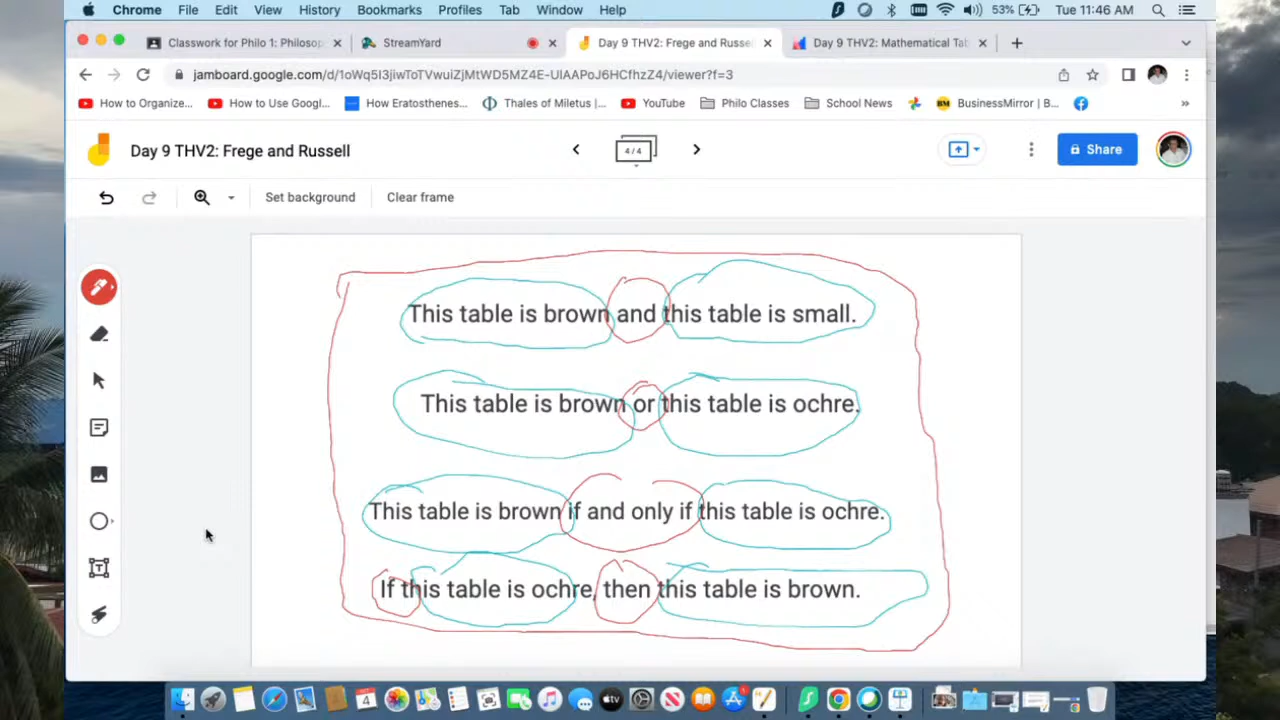 Chrome File Edit View History Bookmarks Profiles Tab Window Help 53% Tue 11:46 AM
Classwork for Philo 1: Philosop StreamYard Day 9 THV2: Frege and Russe Day 9 THV2: Mathematical Tab
jamboard.google.com/d/1oWq5I3jiwToTVwuiZjMtWD5MZ4E-UIAAPoJ6HCfhzZ4/viewer?f=3
How to Organize... How to Use Googl... How Eratosthenes... Thales of Miletus |... YouTube Philo Classes School News BM BusinessMirror | B... »
Day 9 THV2: Frege and Russell 4/4 Share
Set background Clear frame
This table is brown and this table is small.
This table is brown or this table is ochre.
This table is brown if and only if this table is ochre.
If this table is ochre, then this table is brown.